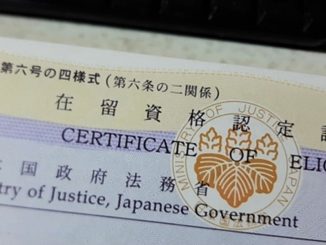 第六号の四様式（第六条の二関係）
在留資格認定
MINISTRY OF JUSTICE JAPAN
CERTIFICATE OF ELIG
国政府法務省
ry of Justice, Japanese Government